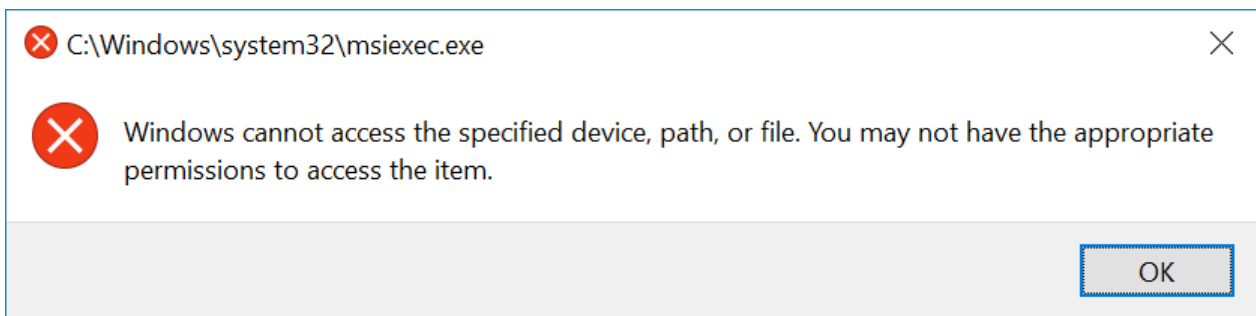 C:\Windows\system32\msiexec.exe
Windows cannot access the specified device, path, or file. You may not have the appropriate
permissions to access the item.
OK